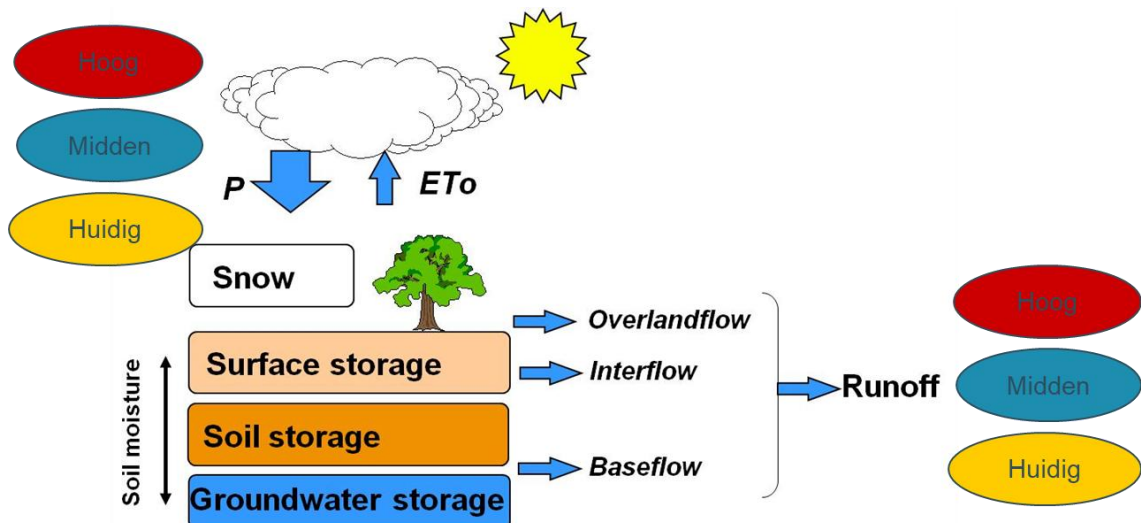 Hoog
Midden
Huidig
P
ETo
Snow
Overlandflow
Surface storage
Interflow
Soil storage
Baseflow
Groundwater storage
Soil moisture
Runoff
Hoog
Midden
Huidig